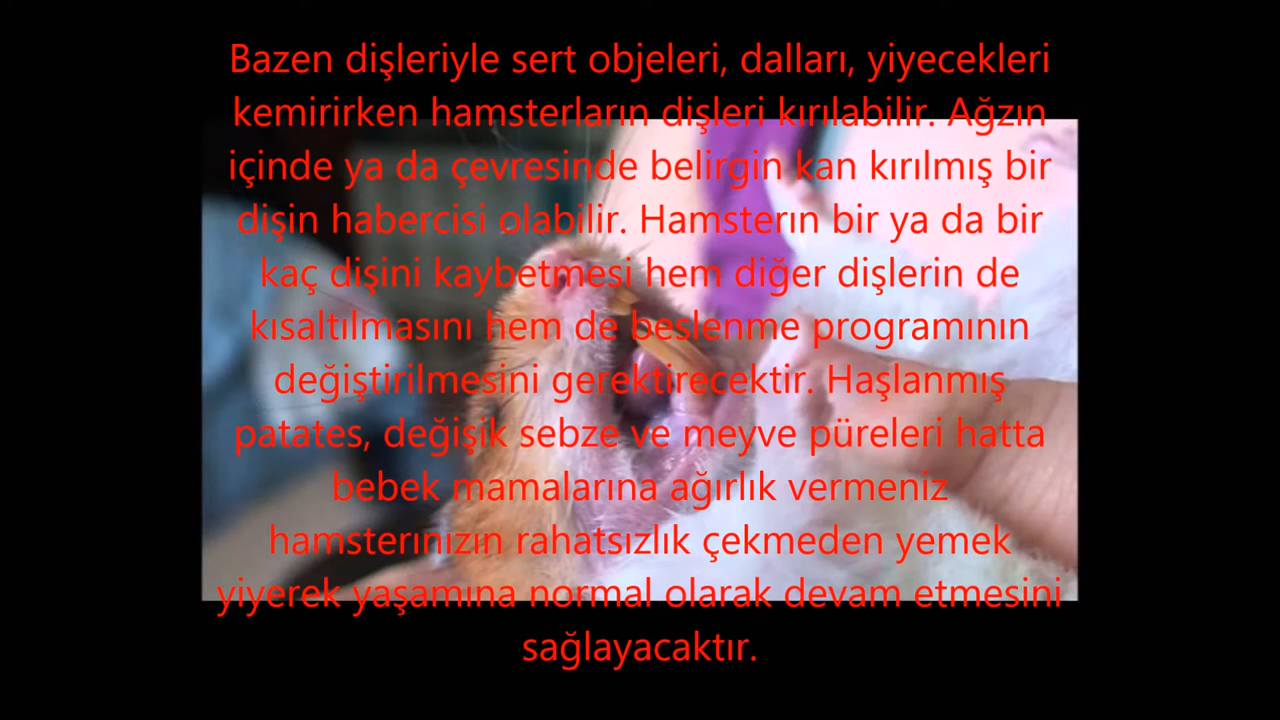 Bazen dişleriyle sert objeleri, dalları, yiyecekleri
kemirirken hamsterların dişleri kırılabilir. Ağzın
içinde ya da çevresinde belirgin kan kırılmış bir
dişin habercisi olabilir. Hamsterın bir ya da bir
kaç dişini kaybetmesi hem diğer dişlerin de
kısaltılmasını hem de beslenme programının
değiştirilmesini gerektirecektir. Haşlanmış
patates, değişik sebze ve meyve püreleri hatta
bebek mamalarına ağırlık vermeniz
hamsterınızın rahatsızlık çekmeden yemek
yiyerek yaşamına normal olarak devam etmesini
sağlayacaktır.